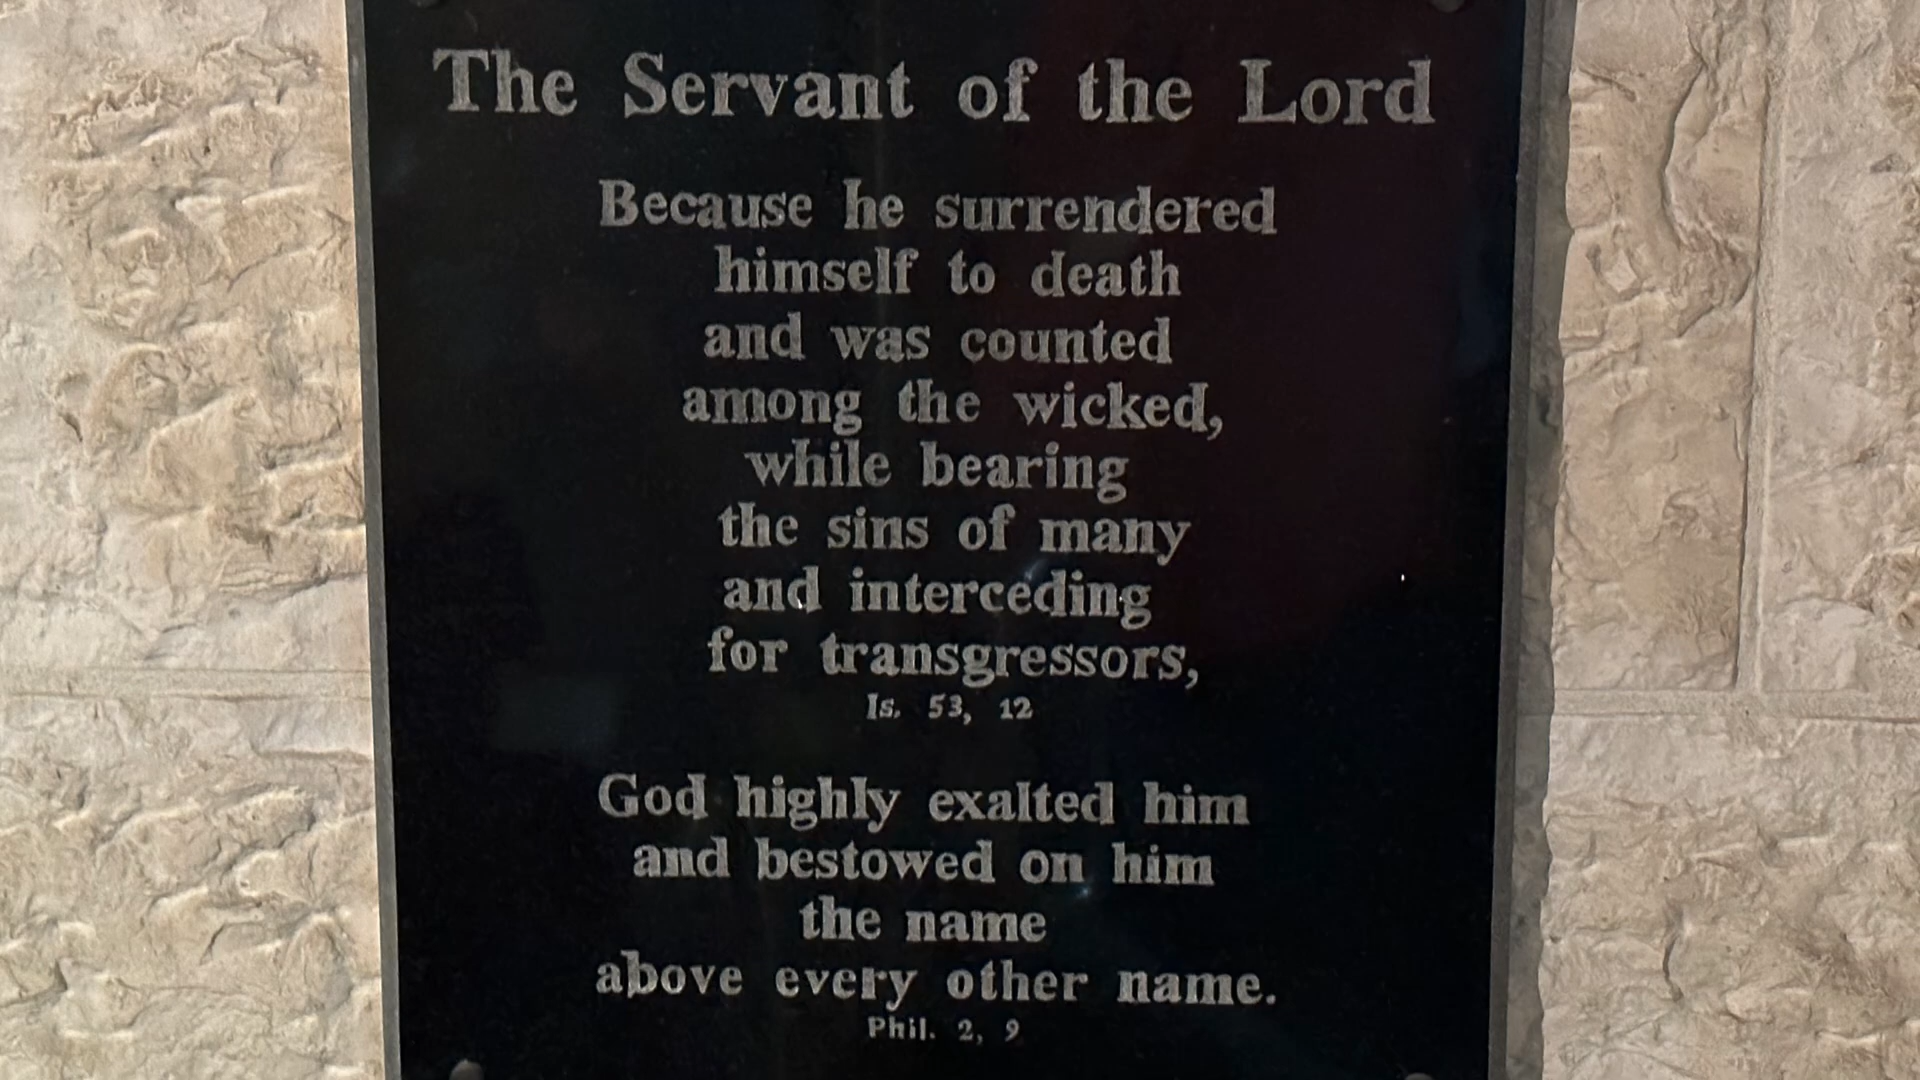 The Servant of the Lord
Because he surrendered
himself to death
and was counted
among the wicked,
while bearing
the sins of many
and interceding
for transgressors,
Is. 53, 12
God highly exalted him
and bestowed on him
the name
above every other name.
Phil. 2, 9